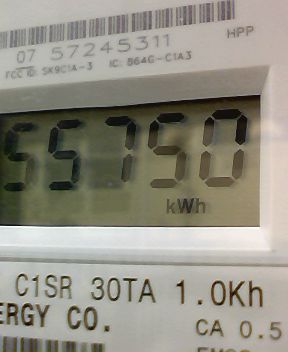 HPP
07 57245311
FCC ID: SK9C1A-3 IC: 864G-C1A3
55750
kWh
C1SR 30TA 1.0Kh
ERGY CO.
CA 0.5